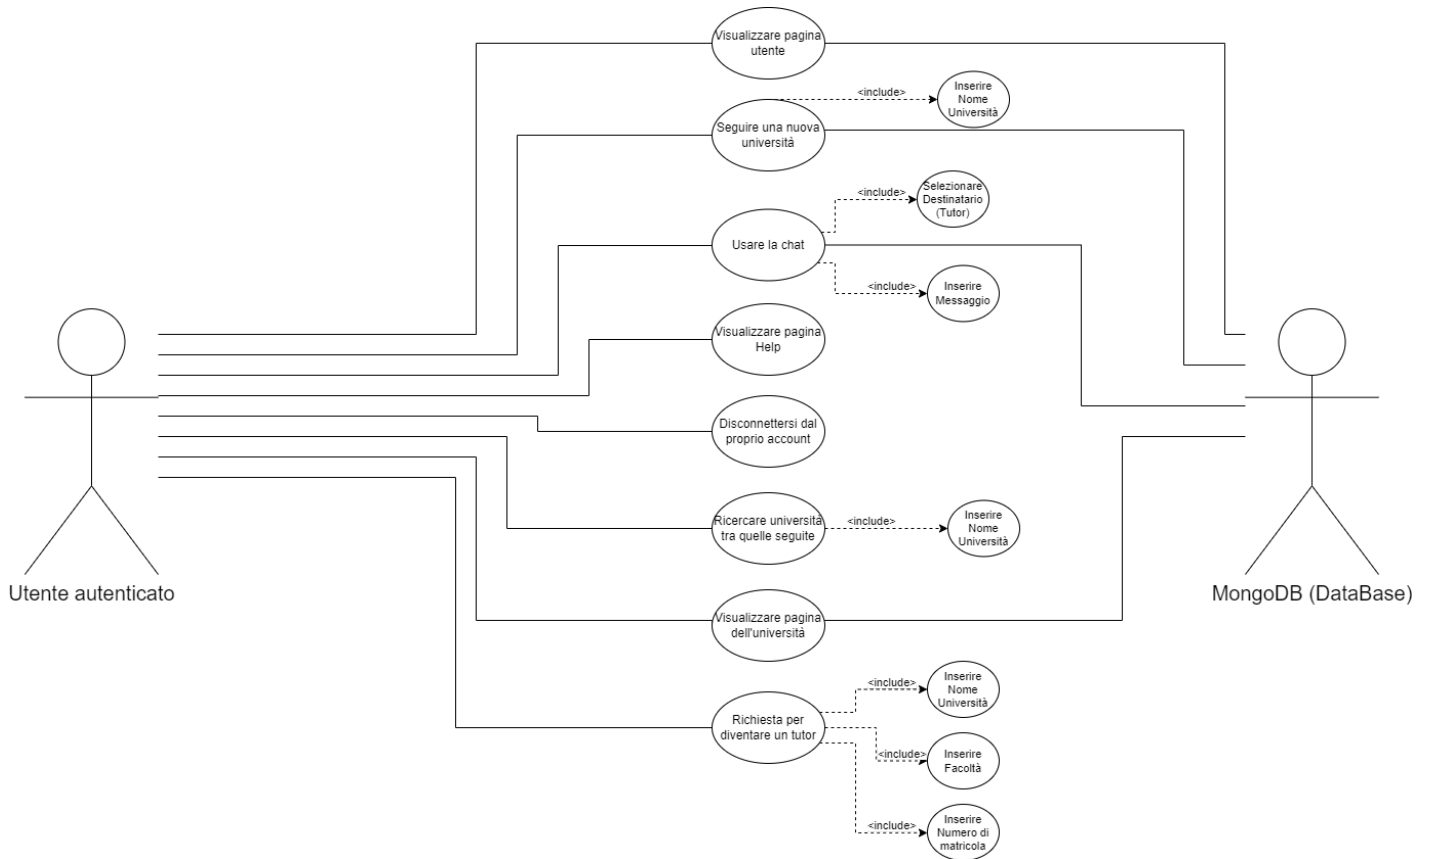 Visualizzare pagina
utente
<include>
Inserire
Nome
Università
Seguire una nuova
università
<include>
Selezionare
Destinatario
(Tutor)
Usare la chat
<include>
Inserire
Messaggio
Visualizzare pagina
Help
Disconnettersi dal
proprio account
Ricercare università
tra quelle seguite
<include>
Inserire
Nome
Università
Utente autenticato
MongoDB (DataBase)
Visualizzare pagina
dell'università
<include>
Inserire
Nome
Università
Richiesta per
diventare un tutor
<include>
Inserire
Facoltà
<include>
Inserire
Numero di
matricola